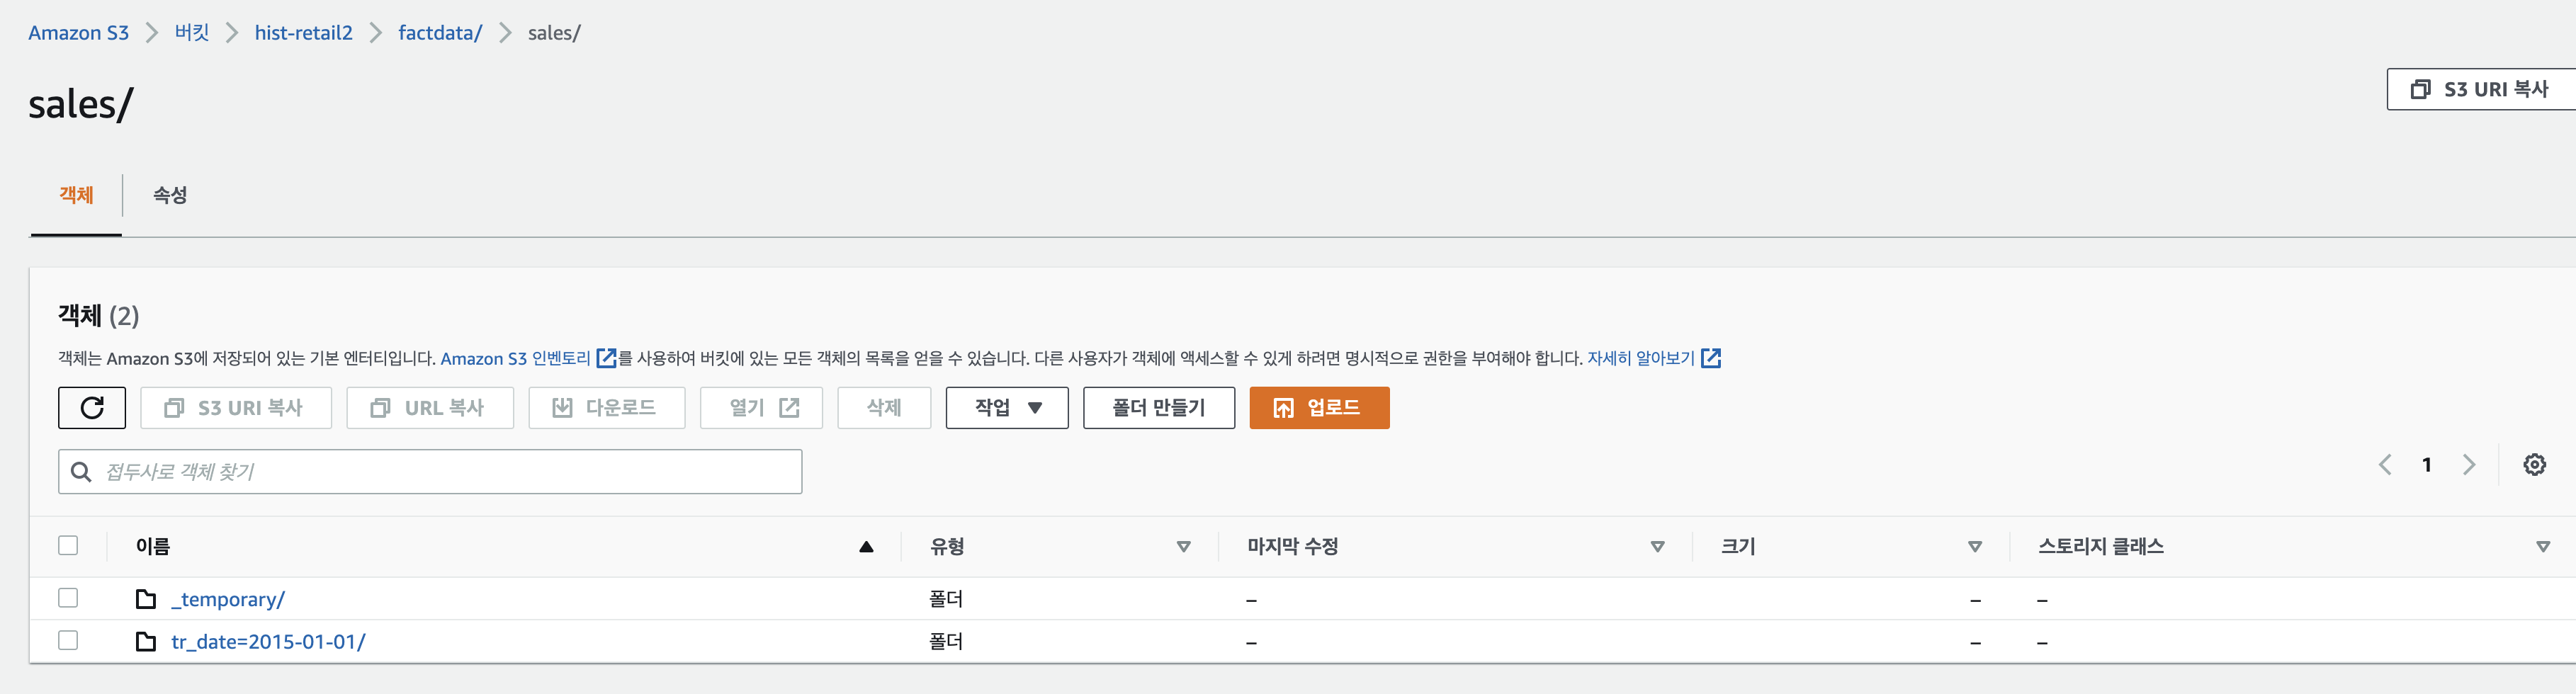 Amazon S3 > 버킷 > hist-retail2 > factdata/ > sales/
sales/
S3 URI 복사
객체 속성
객체 (2)
객체는 Amazon S3에 저장되어 있는 기본 엔터티입니다. Amazon S3 인벤토리를 사용하여 버킷에 있는 모든 객체의 목록을 얻을 수 있습니다. 다른 사용자가 객체에 액세스할 수 있게 하려면 명시적으로 권한을 부여해야 합니다. 자세히 알아보기
S3 URI 복사 URL 복사 다운로드 열기 삭제 작업 폴더 만들기 업로드
접두사로 객체 찾기
1
이름 유형 마지막 수정 크기 스토리지 클래스
_temporary/ 폴더 – – –
tr_date=2015-01-01/ 폴더 – – –